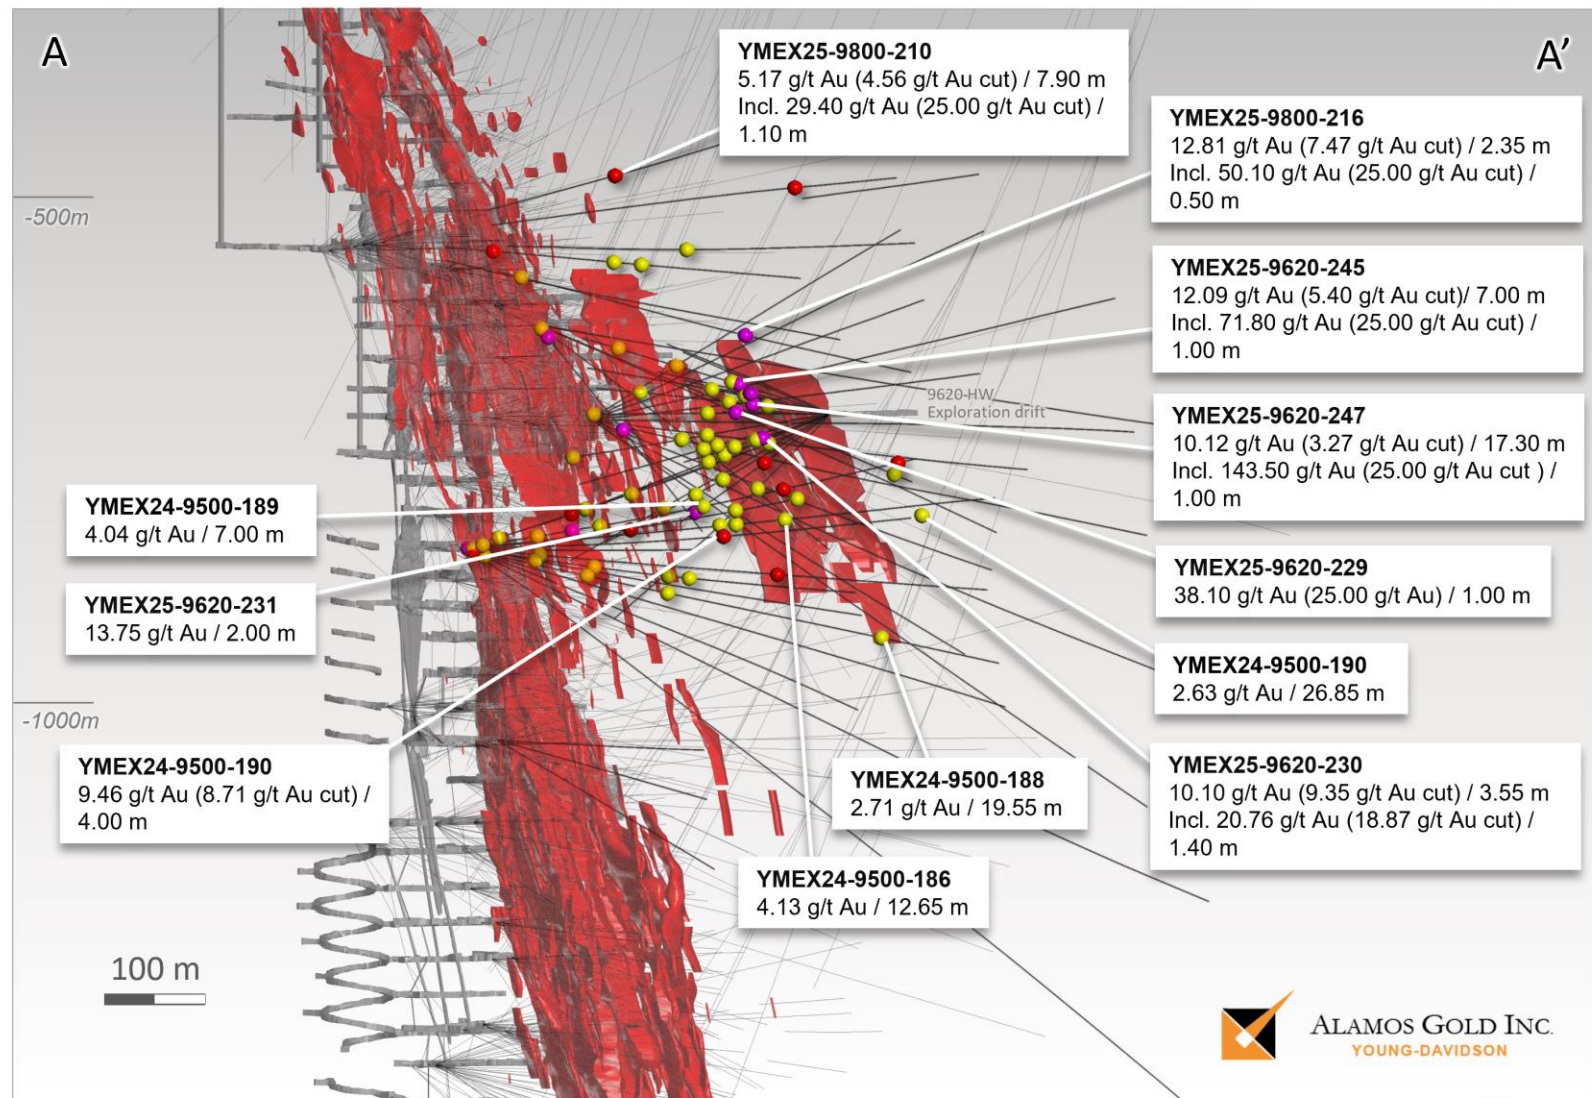 A
A'
YMEX25-9800-210
5.17 g/t Au (4.56 g/t Au cut) / 7.90 m
Incl. 29.40 g/t Au (25.00 g/t Au cut) /
1.10 m
YMEX25-9800-216
12.81 g/t Au (7.47 g/t Au cut) / 2.35 m
Incl. 50.10 g/t Au (25.00 g/t Au cut) /
0.50 m
-500m
YMEX25-9620-245
12.09 g/t Au (5.40 g/t Au cut)/ 7.00 m
Incl. 71.80 g/t Au (25.00 g/t Au cut) /
1.00 m
9620-HW
Exploration drift
YMEX25-9620-247
10.12 g/t Au (3.27 g/t Au cut) / 17.30 m
Incl. 143.50 g/t Au (25.00 g/t Au cut ) /
1.00 m
YMEX24-9500-189
4.04 g/t Au / 7.00 m
YMEX25-9620-229
38.10 g/t Au (25.00 g/t Au) / 1.00 m
YMEX25-9620-231
13.75 g/t Au / 2.00 m
YMEX24-9500-190
2.63 g/t Au / 26.85 m
-1000m
YMEX24-9500-190
9.46 g/t Au (8.71 g/t Au cut) /
4.00 m
YMEX24-9500-188
2.71 g/t Au / 19.55 m
YMEX25-9620-230
10.10 g/t Au (9.35 g/t Au cut) / 3.55 m
Incl. 20.76 g/t Au (18.87 g/t Au cut) /
1.40 m
YMEX24-9500-186
4.13 g/t Au / 12.65 m
100 m
ALAMOS GOLD INC.
YOUNG-DAVIDSON